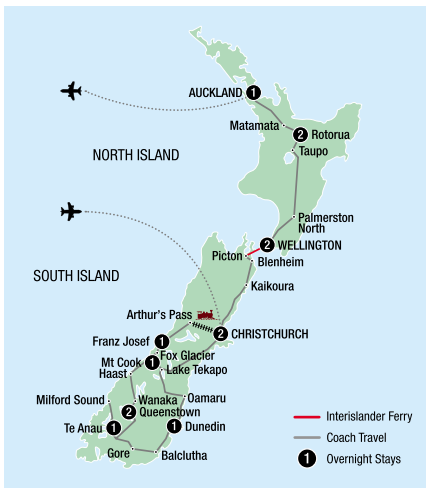 AUCKLAND 1
Matamata
2 Rotorua
Taupo
NORTH ISLAND
Palmerston
North
2 WELLINGTON
Picton
Blenheim
SOUTH ISLAND
Kaikoura
Arthur's Pass
2 CHRISTCHURCH
Franz Josef 1
Fox Glacier
Mt Cook 1
Lake Tekapo
Haast
Milford Sound
Wanaka
Oamaru
2 Queenstown
Te Anau 1
1 Dunedin
Gore
Balclutha
Interislander Ferry
Coach Travel
1 Overnight Stays